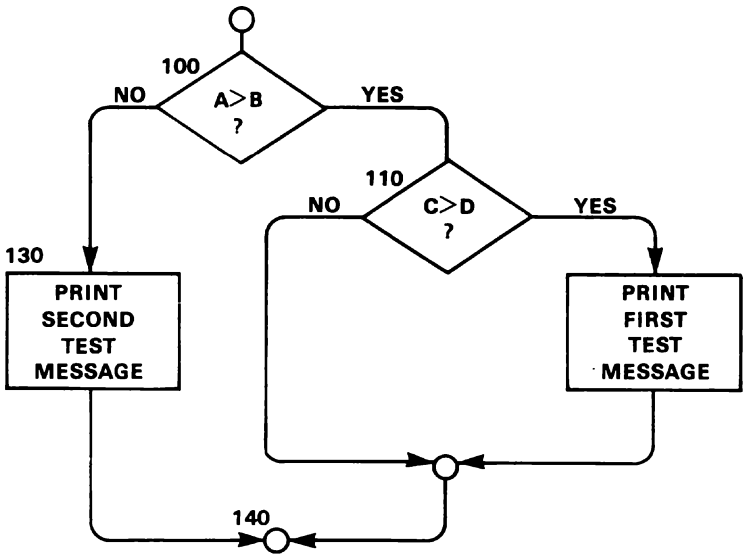 100
A>B
?
NO
YES
110
C>D
?
NO
YES
130
PRINT
SECOND
TEST
MESSAGE
PRINT
FIRST
TEST
MESSAGE
140